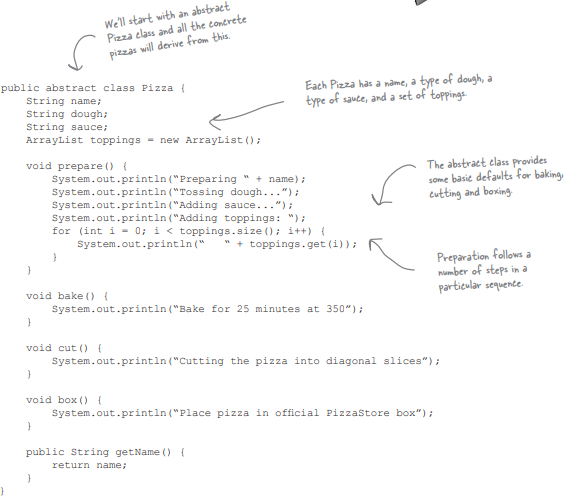 We'll start with an abstract
Pizza class and all the concrete
pizzas will derive from this.
public abstract class Pizza {
String name;
String dough;
String sauce;
ArrayList toppings = new ArrayList();
Each Pizza has a name, a type of dough, a
type of sauce, and a set of toppings.
void prepare() {
System.out.println(“Preparing “ + name);
System.out.println(“Tossing dough...”);
System.out.println(“Adding sauce...”);
System.out.println(“Adding toppings: “);
for (int i = 0; i < toppings.size(); i++) {
System.out.println(“   “ + toppings.get(i));
}
}
The abstract class provides
some basic defaults for baking,
cutting and boxing.
Preparation follows a
number of steps in a
particular sequence.
void bake() {
System.out.println(“Bake for 25 minutes at 350”);
}
void cut() {
System.out.println(“Cutting the pizza into diagonal slices”);
}
void box() {
System.out.println(“Place pizza in official PizzaStore box”);
}
public String getName() {
return name;
}
}